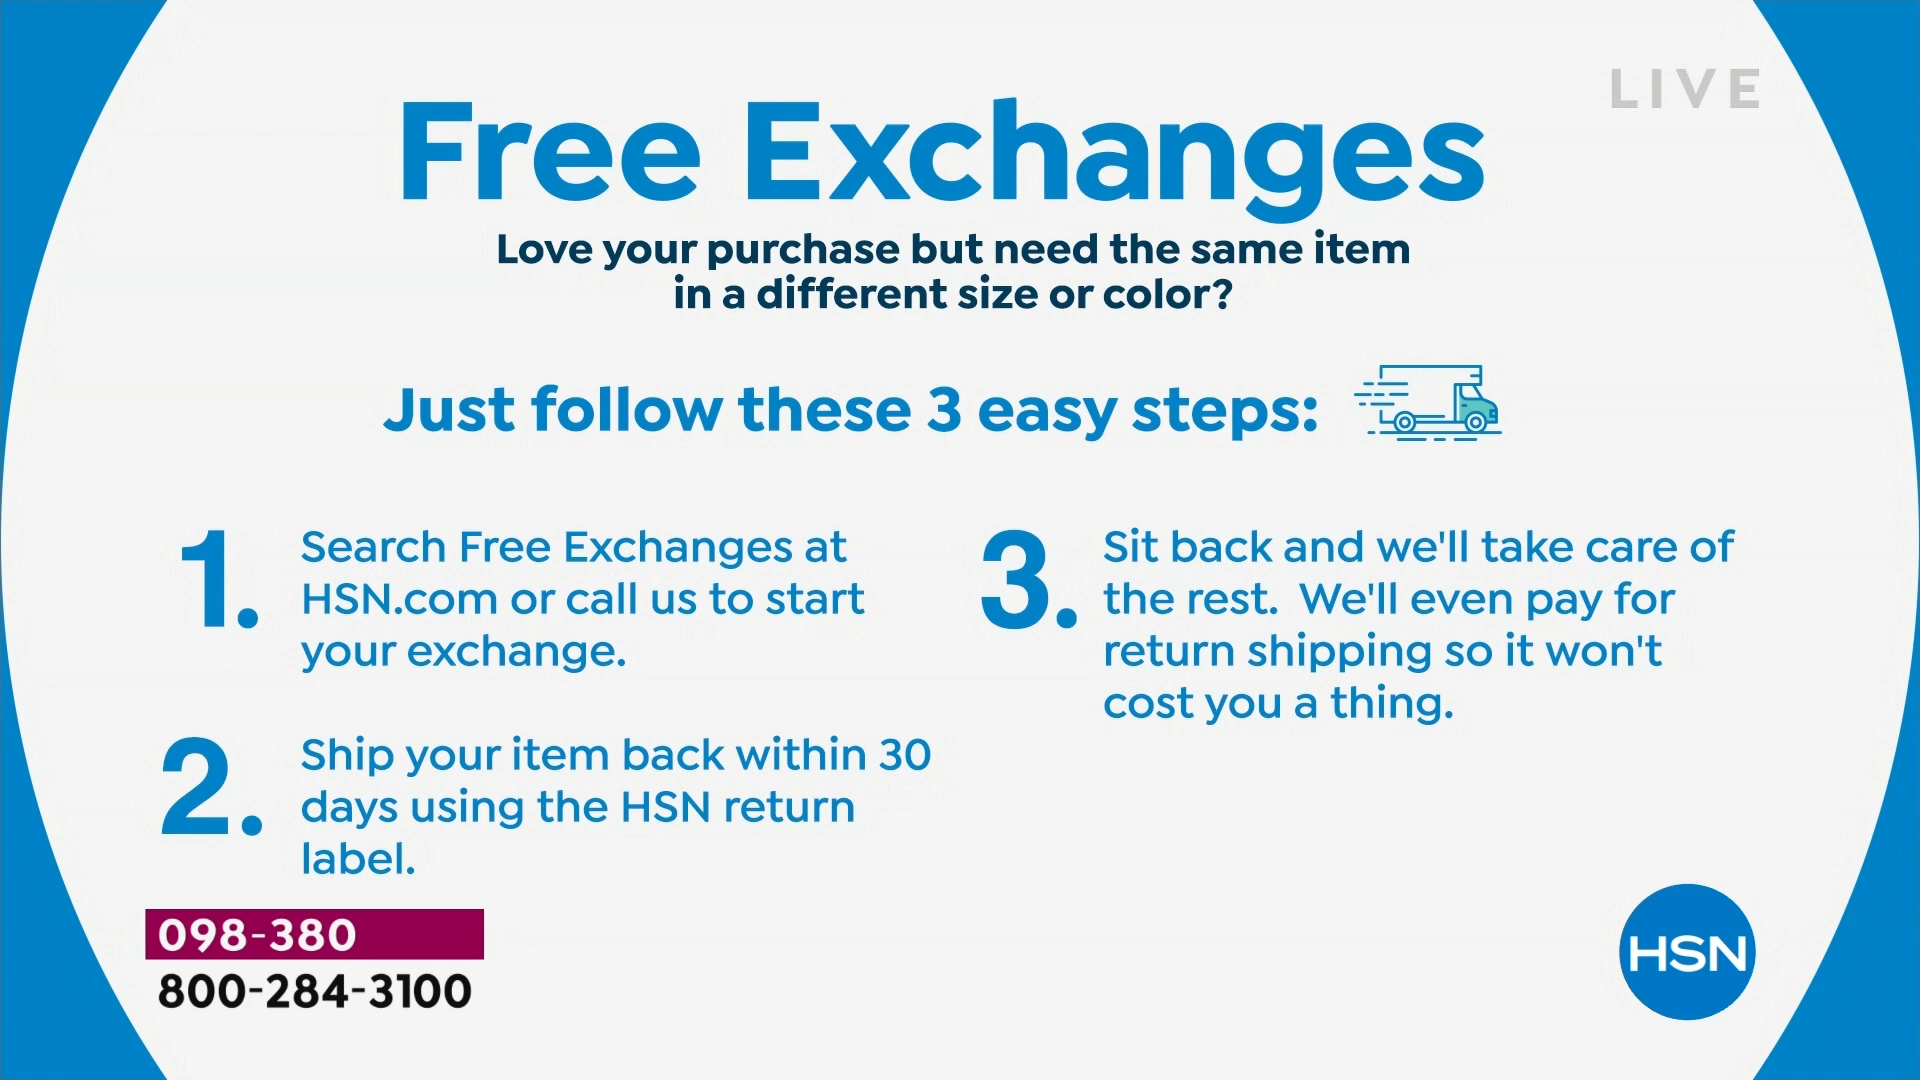 LIVE
Free Exchanges
Love your purchase but need the same item
in a different size or color?
Just follow these 3 easy steps:
1. Search Free Exchanges at
HSN.com or call us to start
your exchange.
2. Ship your item back within 30
days using the HSN return
label.
3. Sit back and we'll take care of
the rest.  We'll even pay for
return shipping so it won't
cost you a thing.
098-380
800-284-3100
HSN